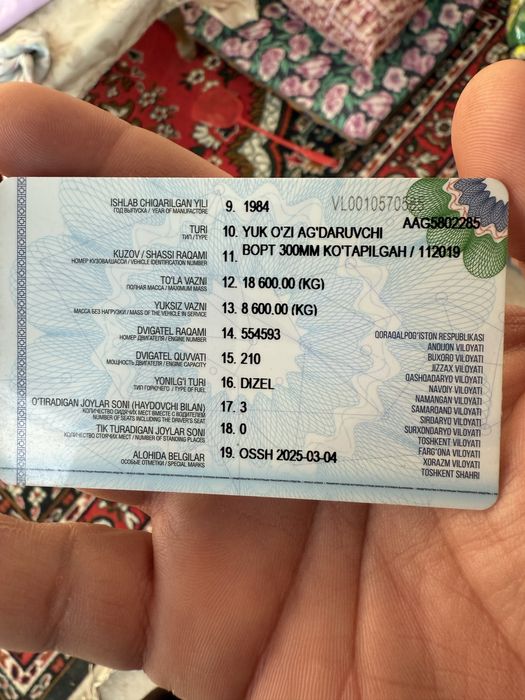 VL0010570585
AAG5802285
ISHLAB CHIQARILGAN YILI
ГОД ВЫПУСКА / YEAR OF MANUFACTORE
9. 1984
TURI
ТИП / TYPE
10. YUK O'ZI AG'DARUVCHI
KUZOV / SHASSI RAQAMI
НОМЕР КУЗОВА/ШАССИ / VEHICLE IDENTIFICATION NUMBER
11. BOPT 300MM KO'TAPILGAH / 112019
TO'LA VAZNI
ПОЛНАЯ МАССА / MAXIMUM MASS
12. 18 600.00 (KG)
YUKSIZ VAZNI
МАССА БЕЗ НАГРУЗКИ / MASS OF THE VEHICLE IN SERVICE
13. 8 600.00 (KG)
DVIGATEL RAQAMI
НОМЕР ДВИГАТЕЛЯ / ENGINE NUMBER
14. 554593
DVIGATEL QUVVATI
МОЩНОСТЬ ДВИГАТЕЛЯ / ENGINE CAPACITY
15. 210
YONILG'I TURI
ТИП ГОРЮЧЕГО / TYPE OF FUEL
16. DIZEL
O'TIRADIGAN JOYLAR SONI (HAYDOVCHI BILAN)
КОЛИЧЕСТВО СИДЯЧИХ МЕСТ ВМЕСТЕ С ВОДИТЕЛЕМ
NUMBER OF SEATS INCLUDING THE DRIVER'S SEAT
17. 3
TIK TURADIGAN JOYLAR SONI
КОЛИЧЕСТВО СТОЯЧИХ МЕСТ / NUMBER OF STANDING PLACES
18. 0
ALOHIDA BELGILAR
ОСОБЫЕ ОТМЕТКИ / SPECIAL MARKS
19. OSSH 2025-03-04
QORAQALPOG'ISTON RESPUBLIKASI
ANDIJON VILOYATI
BUXORO VILOYATI
JIZZAX VILOYATI
QASHQADARYO VILOYATI
NAVOIY VILOYATI
NAMANGAN VILOYATI
SAMARQAND VILOYATI
SIRDARYO VILOYATI
SURXONDARYO VILOYATI
TOSHKENT VILOYATI
FARG'ONA VILOYATI
XORAZM VILOYATI
TOSHKENT SHAHRI